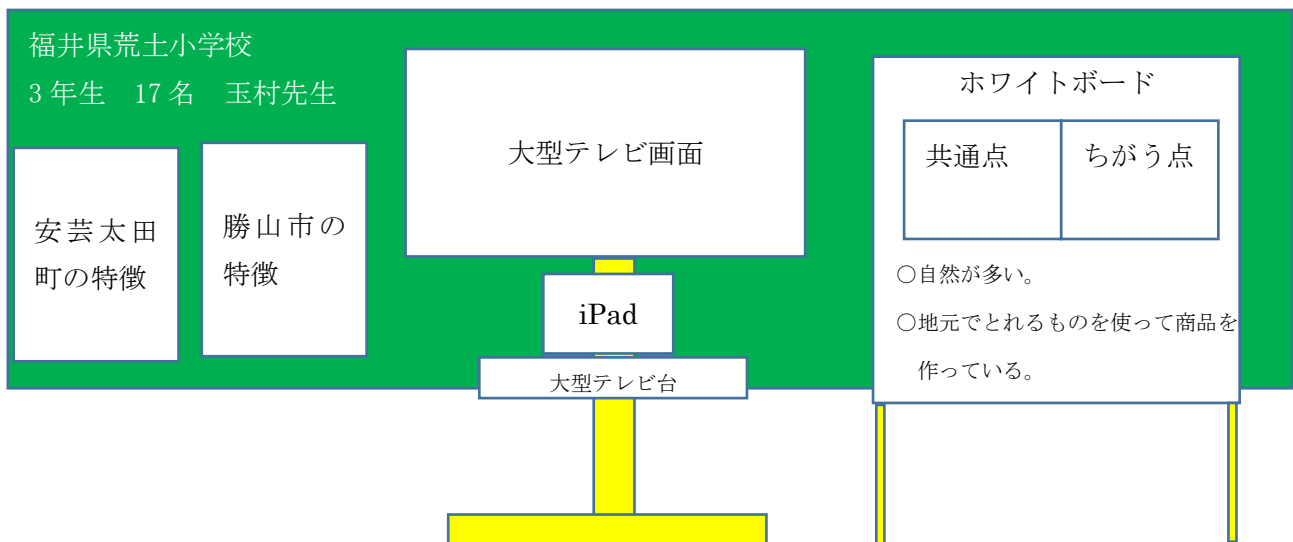 福井県荒土小学校
3年生　17名　玉村先生
安芸太田
町の特徴
勝山市の
特徴
大型テレビ画面
iPad
大型テレビ台
ホワイトボード
共通点
ちがう点
○自然が多い。
○地元でとれるものを使って商品を
作っている。